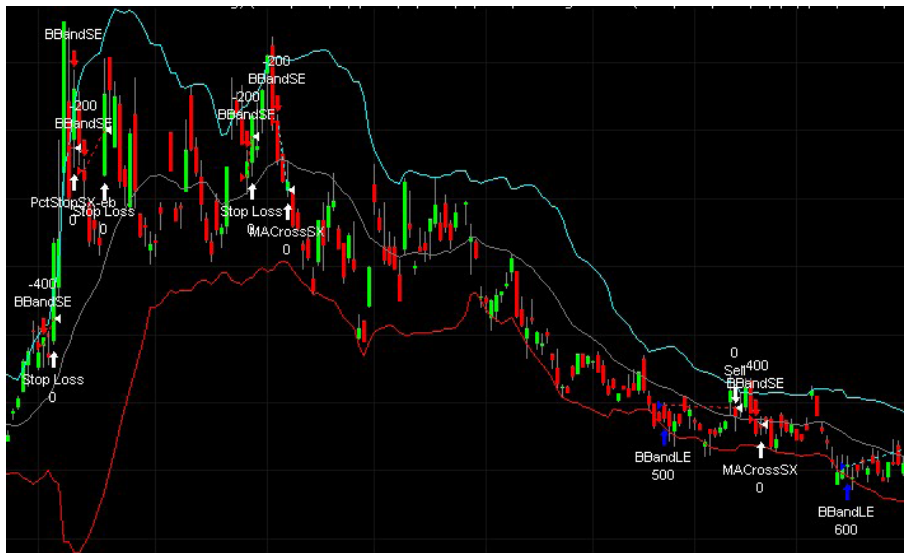 BBandSE
-200
BBandSE
PctStopSX-eb
0
Stop Loss
0
-400
BBandSE
Stop Loss
0
-200
BBandSE
-200
BBandSE
Stop Loss
0
MACrossSX
0
BBandLE
500
0
Sell
-400
BBandSE
MACrossSX
0
BBandLE
600